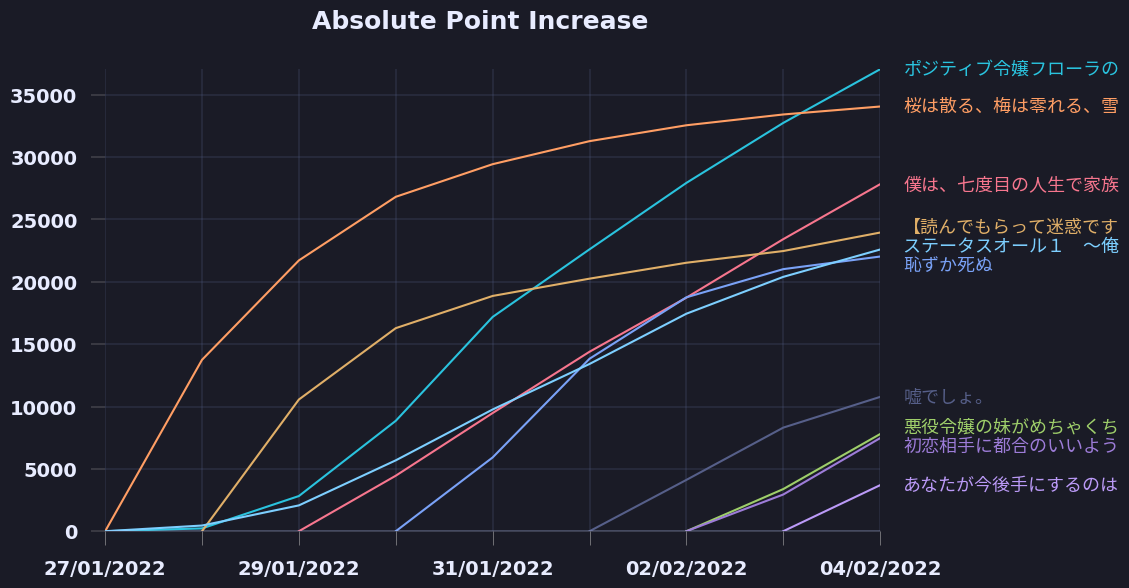 Absolute Point Increase
35000
30000
25000
20000
15000
10000
5000
0
27/01/2022
29/01/2022
31/01/2022
02/02/2022
04/02/2022
ポジティブ令嬢フローラの
桜は散る、梅は零れる、雪
僕は、七度目の人生で家族
【読んでもらって迷惑です
ステータスオール１　～俺
恥ずか死ぬ
嘘でしょ。
悪役令嬢の妹がめちゃくち
初恋相手に都合のいいよう
あなたが今後手にするのは